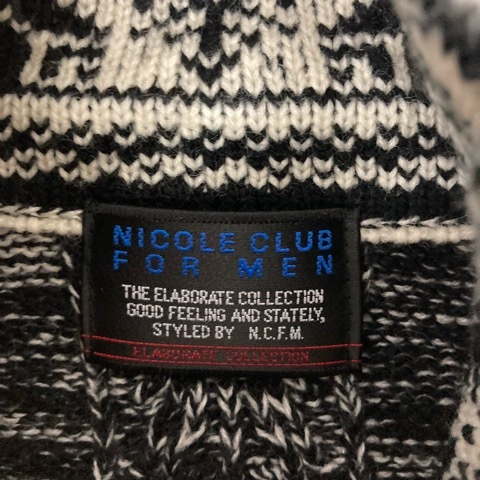 NICOLE CLUB
FOR MEN
THE ELABORATE COLLECTION
GOOD FEELING AND STATELY,
STYLED BY N.C.F.M.
ELABORATE COLLECTION